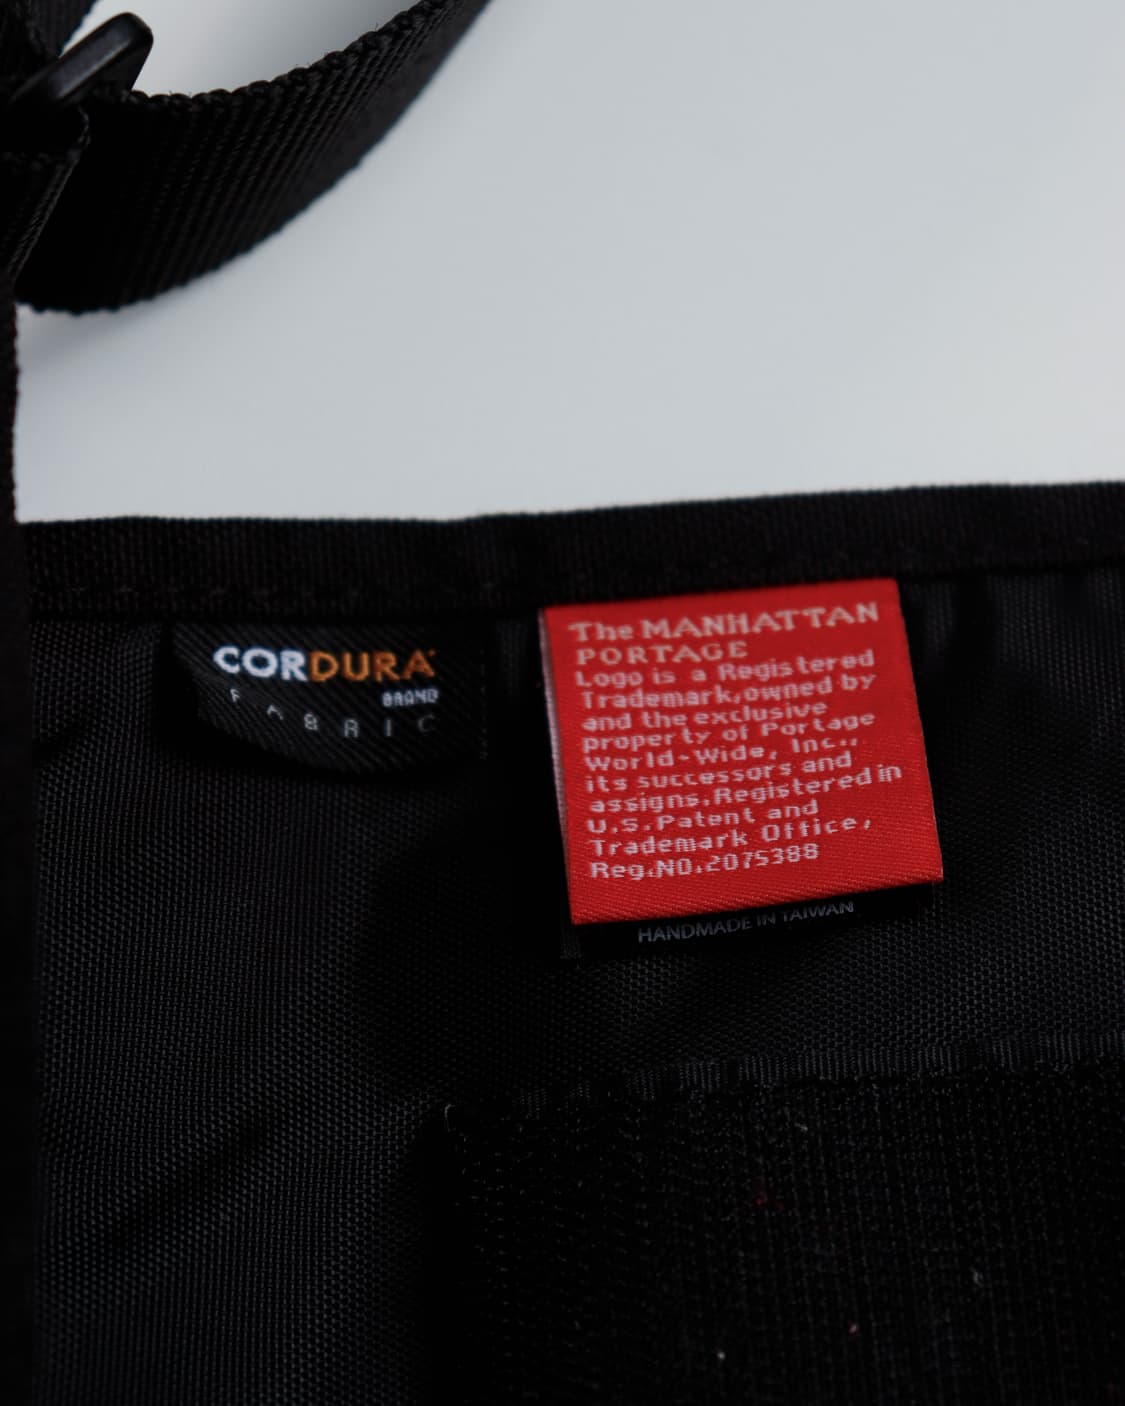 CORDURA
BRAND
FABRIC
The MANHATTAN
PORTAGE
Logo is a Registered
Trademark,owned by
and the exclusive
property of Portage
World-Wide, Inc.,
its successors and
assigns.Registered in
U.S.Patent and
Trademark Office,
Reg.NO.2075388
HANDMADE IN TAIWAN